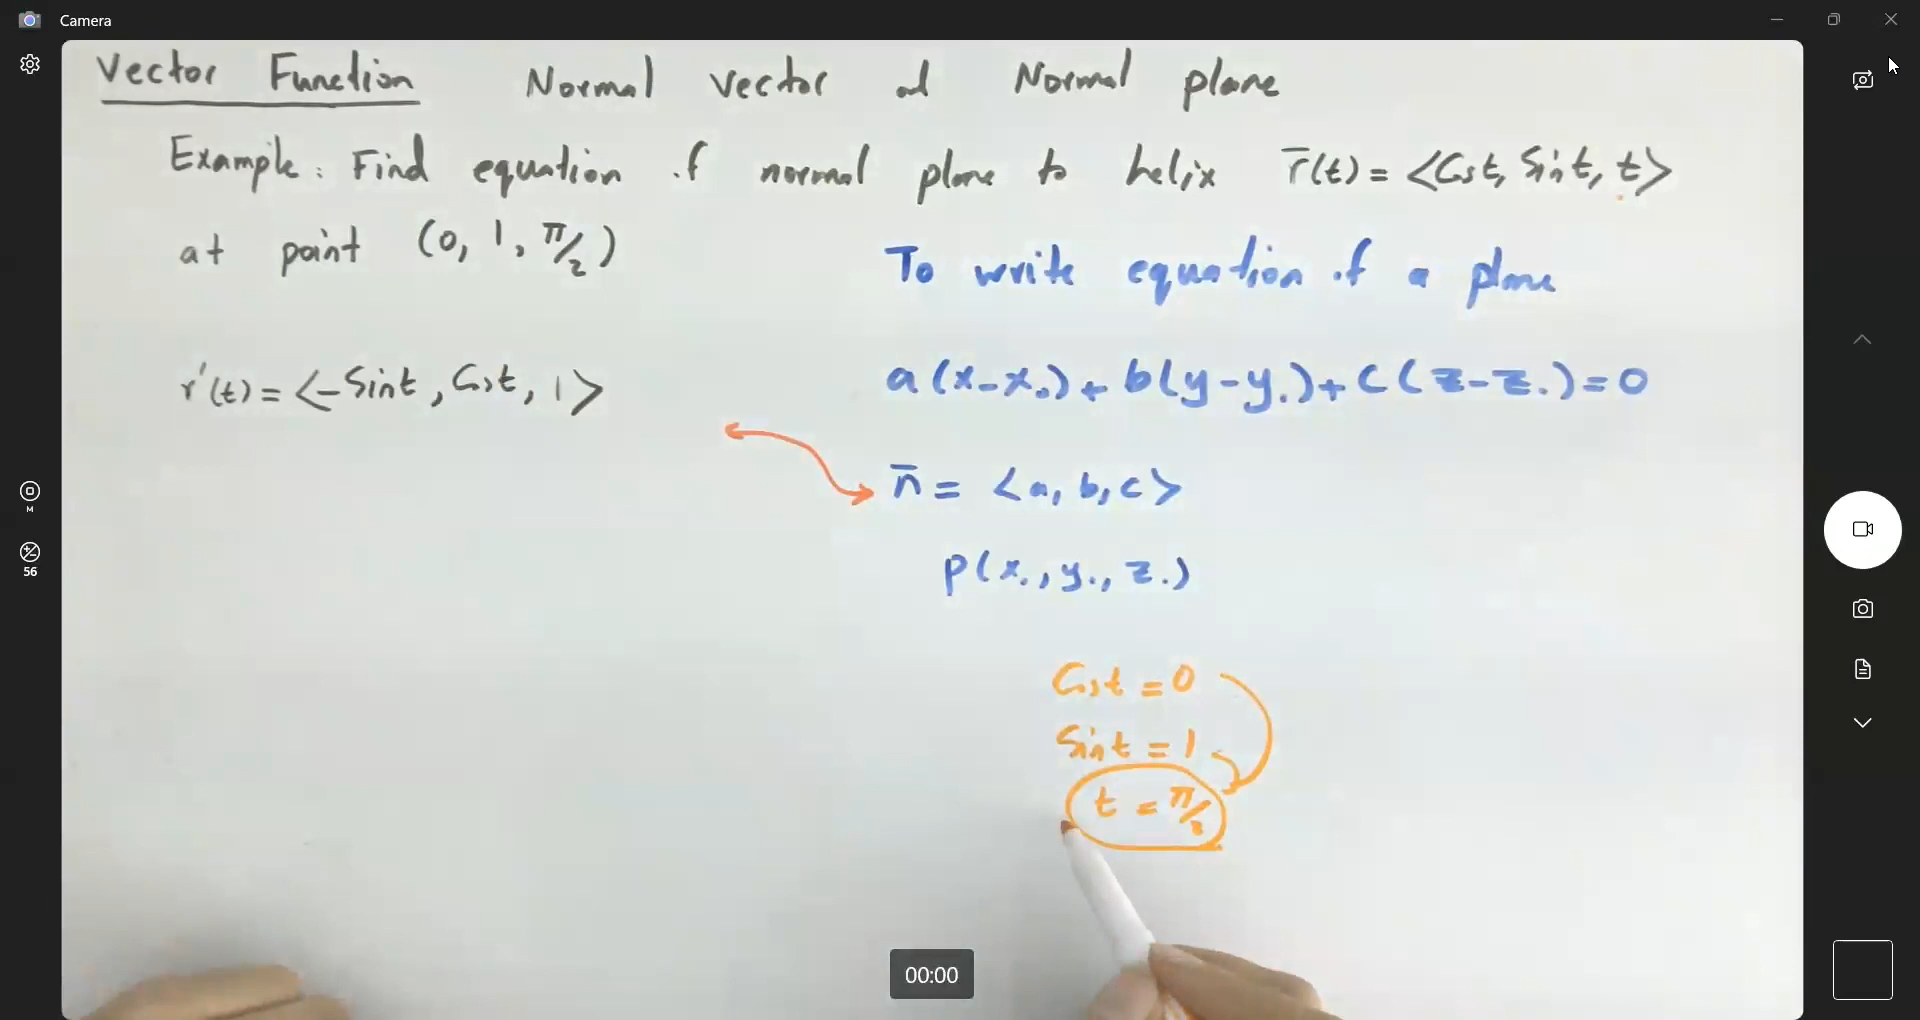 Camera
Vector Function Normal vector and Normal plane
Example: Find equation of normal plane to helix r̄(t) = <Cost, Sint, t>
at point (0, 1, π/2)
To write equation of a plane
r'(t) = <-Sint, Cost, 1>
a(x-x₀) + b(y-y₀) + c(z-z₀) = 0
n̄ = <a, b, c>
P(x₀, y₀, z₀)
Cost = 0
Sint = 1
t = π/2
M
56
00:00